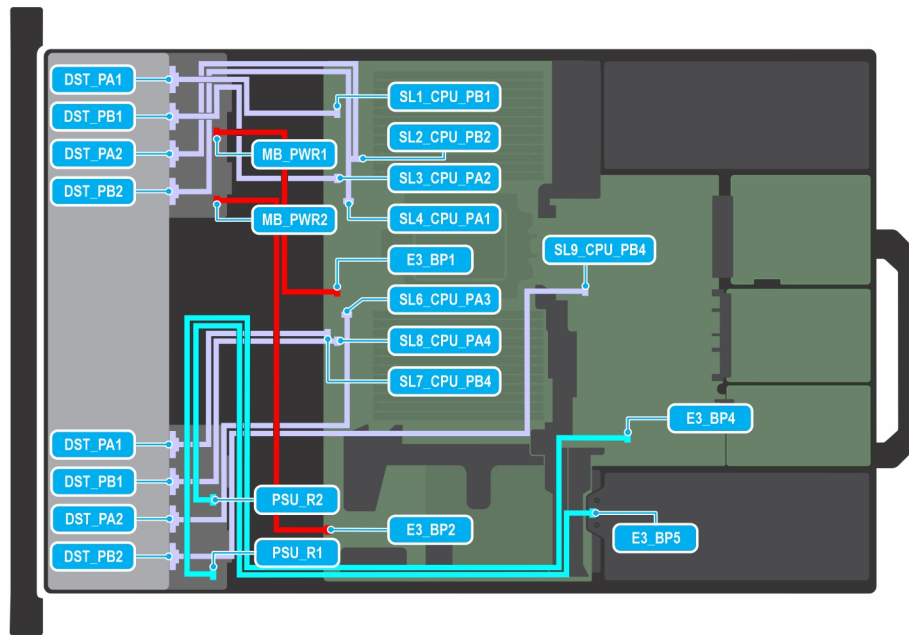 DST_PA1
DST_PB1
DST_PA2
DST_PB2
MB_PWR1
MB_PWR2
SL1_CPU_PB1
SL2_CPU_PB2
SL3_CPU_PA2
SL4_CPU_PA1
E3_BP1
SL9_CPU_PB4
SL6_CPU_PA3
SL8_CPU_PA4
SL7_CPU_PB4
E3_BP4
DST_PA1
DST_PB1
DST_PA2
DST_PB2
PSU_R2
PSU_R1
E3_BP2
E3_BP5